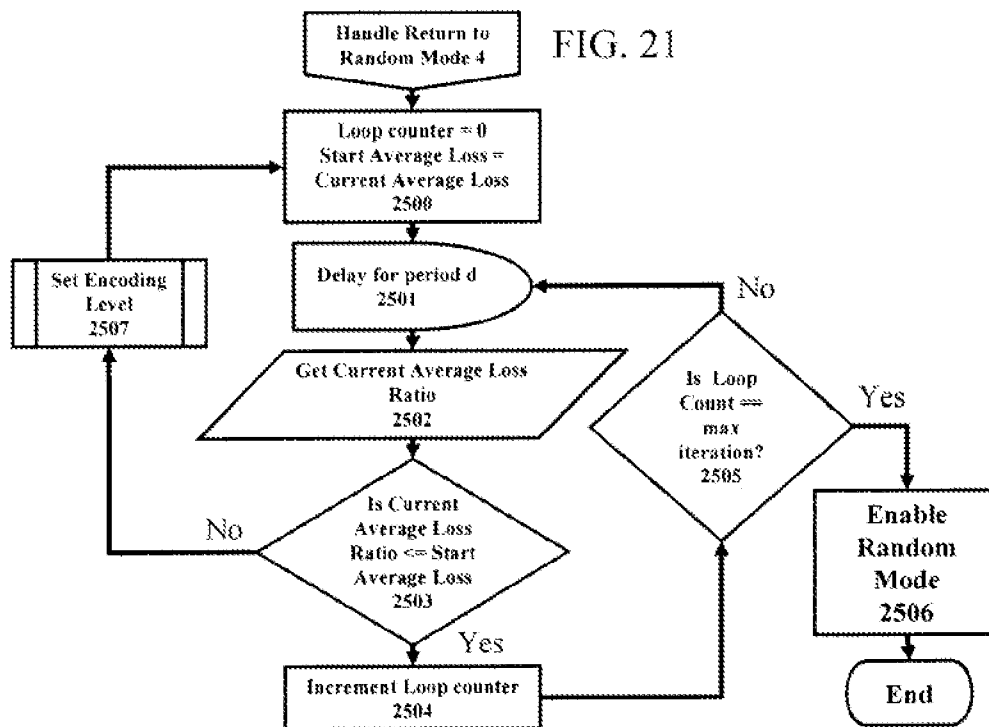 Handle Return to
Random Mode 4
FIG. 21
Loop counter = 0
Start Average Loss =
Current Average Loss
2500
Set Encoding
Level
2507
Delay for period d
2501
No
Get Current Average Loss
Ratio
2502
Is Loop
Count ==
max
iteration?
2505
Yes
Is Current
Average Loss
Ratio <= Start
Average Loss
2503
No
Enable
Random
Mode
2506
Yes
Increment Loop counter
2504
End